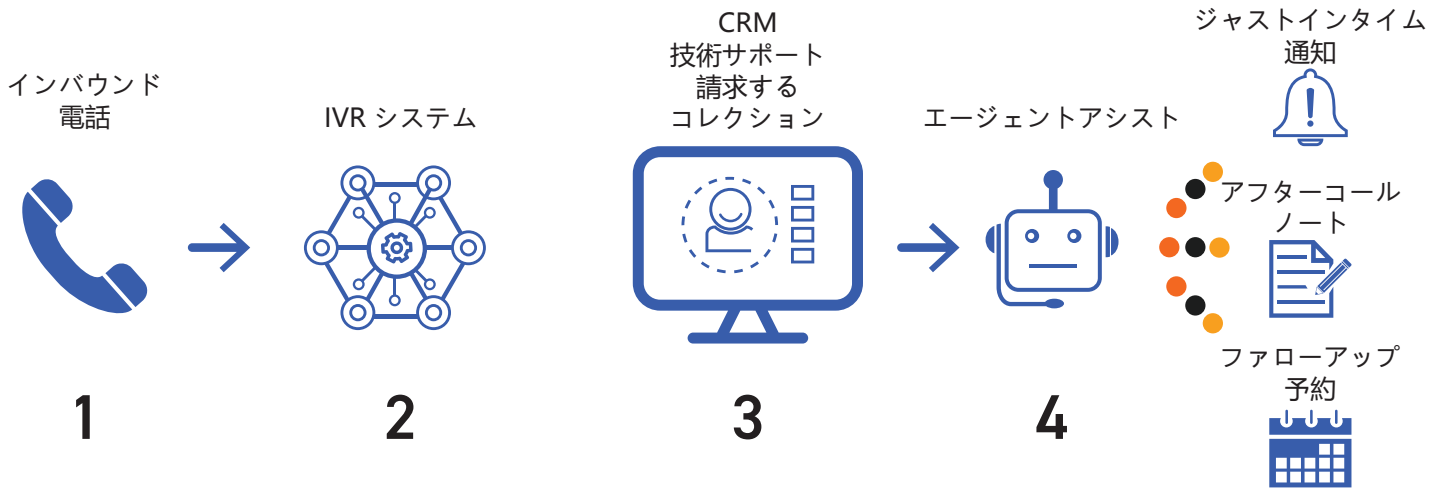 インバウンド
電話
1
IVR システム
2
CRM
技術サポート
請求する
コレクション
3
エージェントアシスト
4
ジャストインタイム
通知
アフターコール
ノート
ファローアップ
予約